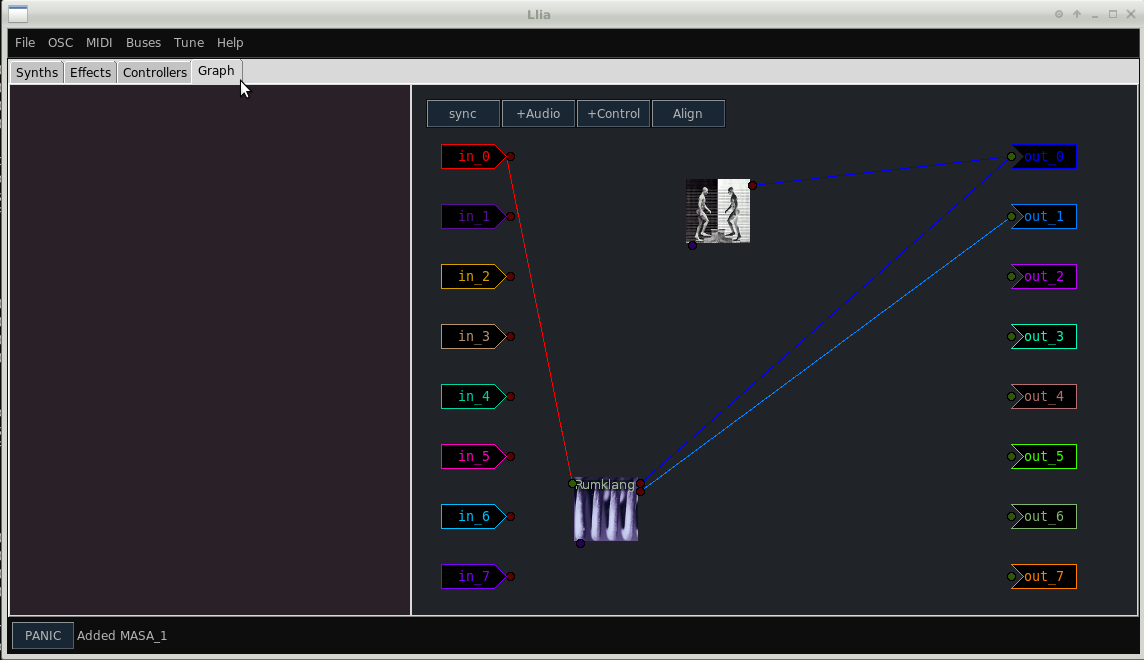 Llia
File OSC MIDI Buses Tune Help
Synths Effects Controllers Graph
sync +Audio +Control Align
in_0 out_0
in_1 out_1
in_2 out_2
in_3 out_3
in_4 out_4
in_5 out_5
Rumklang
in_6 out_6
in_7 out_7
PANIC Added MASA_1